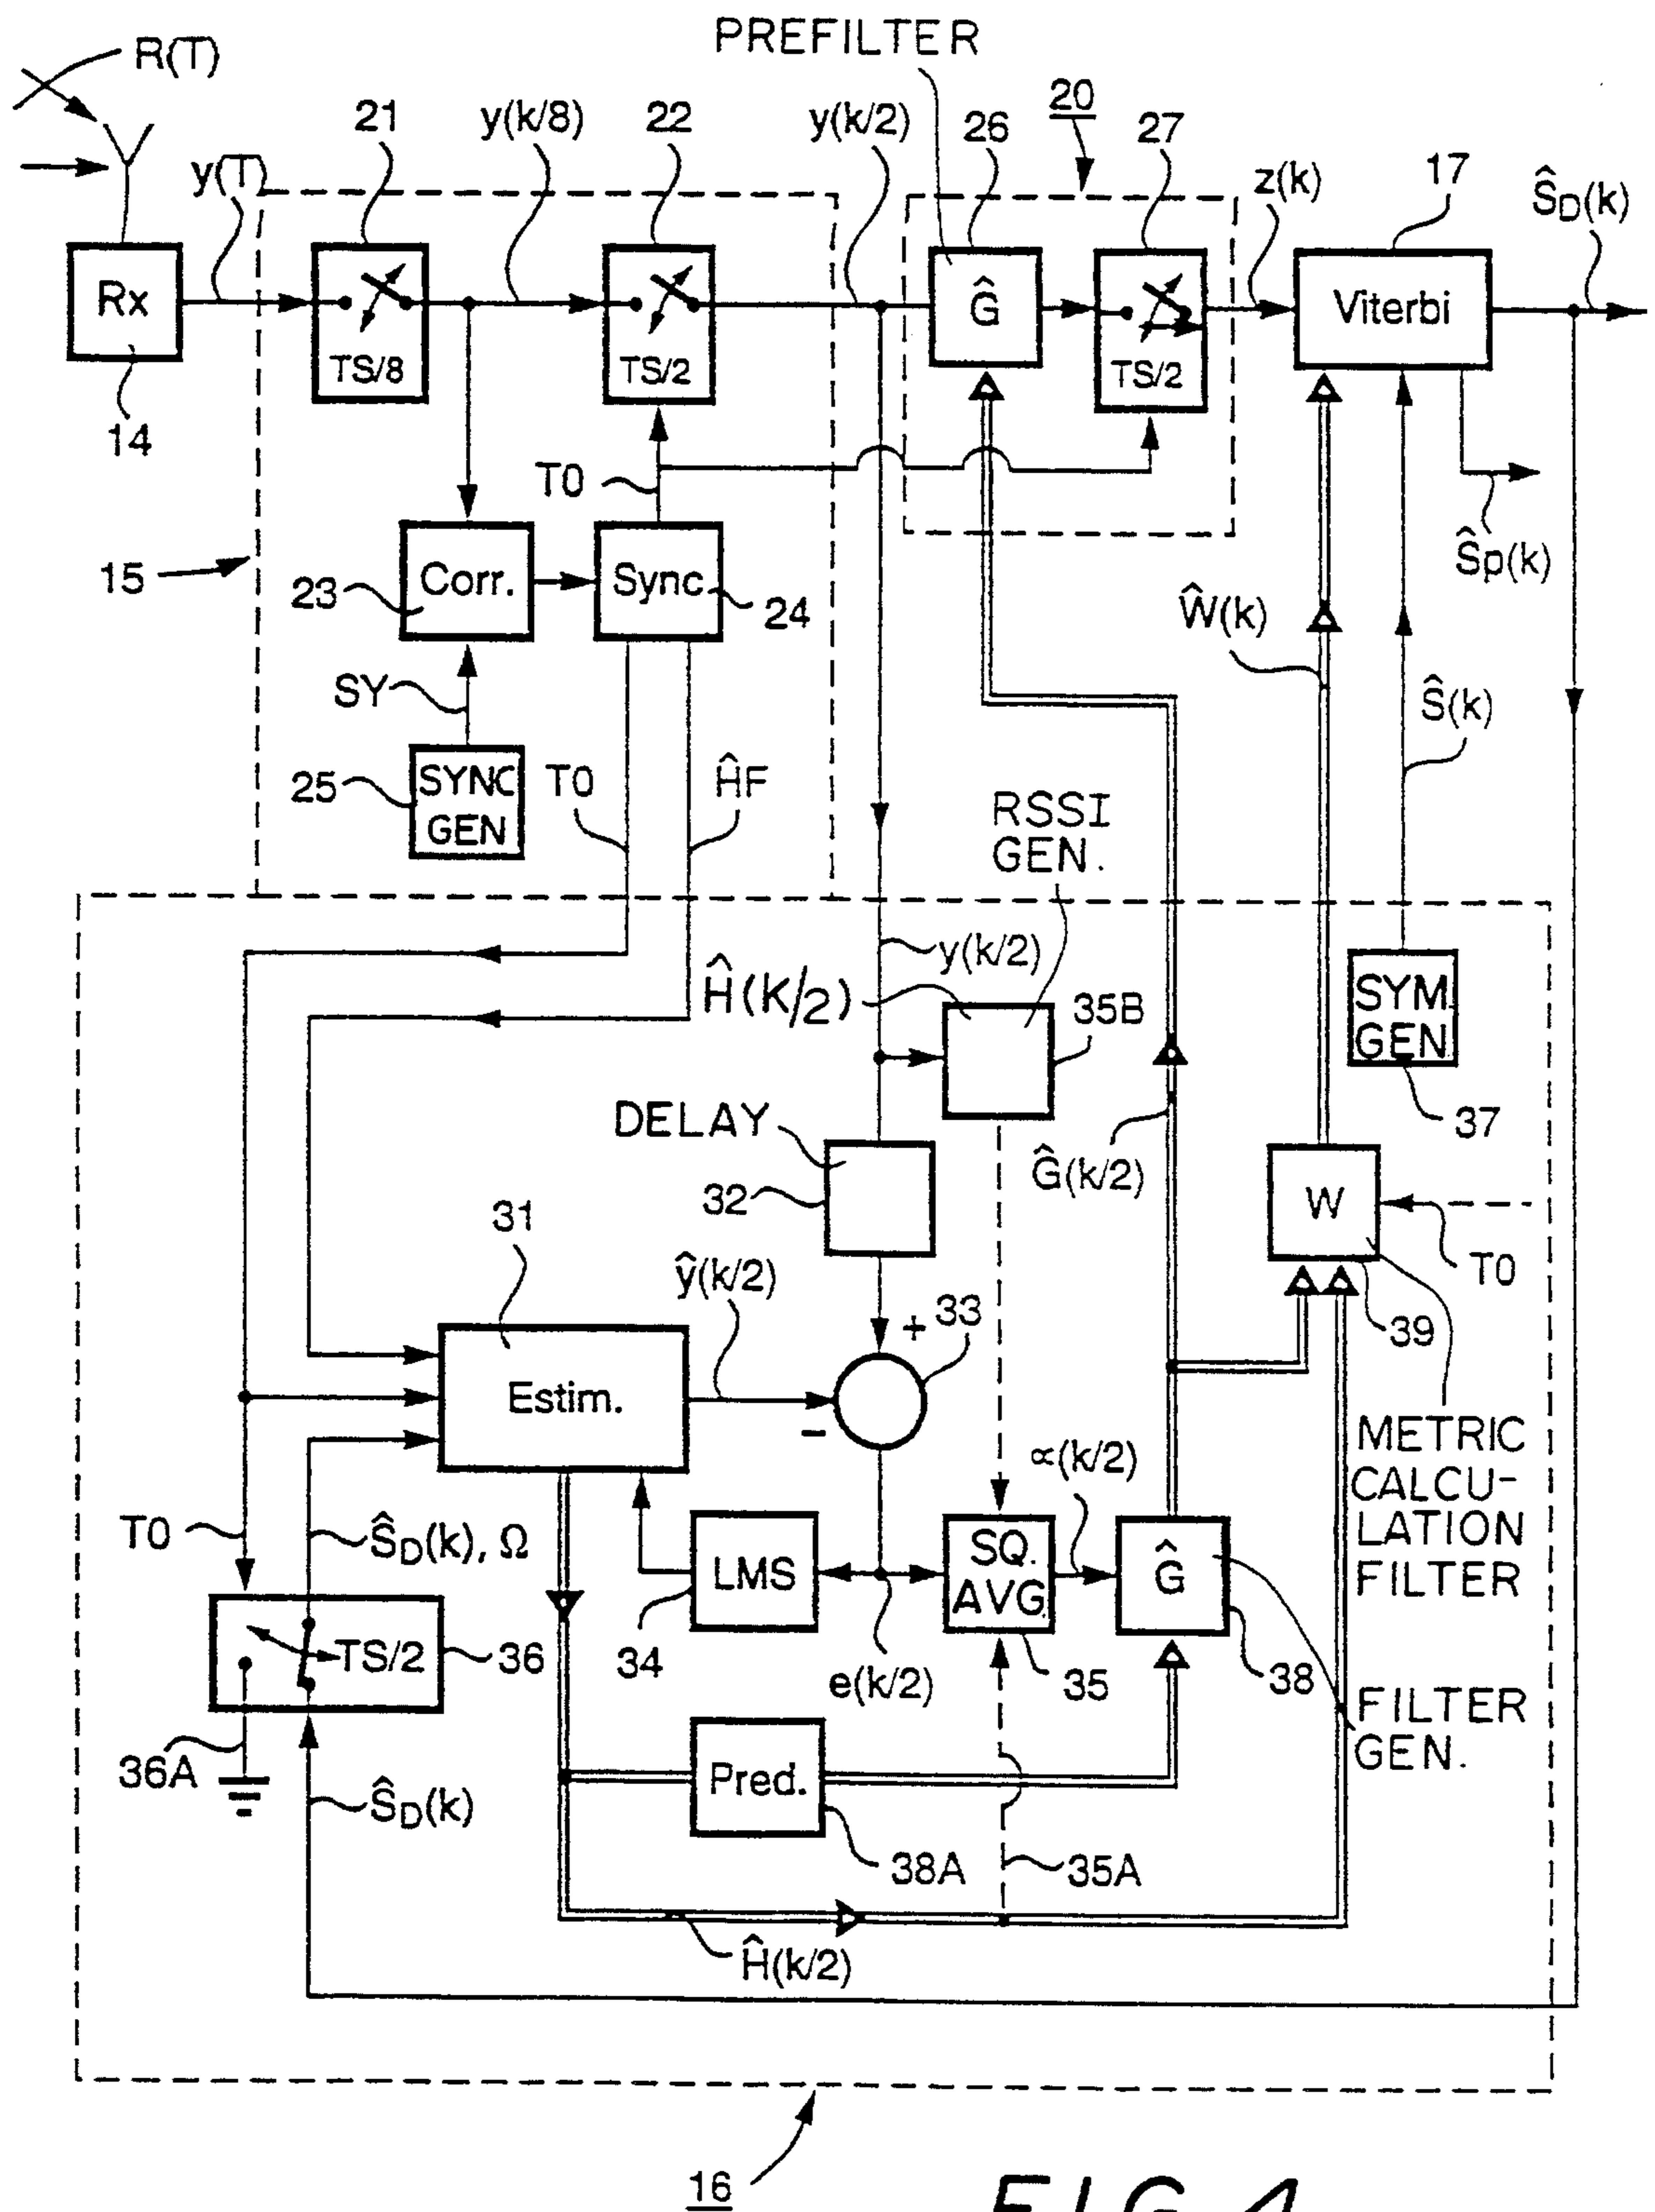 PREFILTER
R(T)
21
y(k/8)
22
y(k/2)
26
20
27
z(k)
17
ŜD(k)
y(T)
Rx
TS/8
TS/2
Ĝ
TS/2
Viterbi
14
T0
15
23
Corr.
Sync
24
Ŝp(k)
Ŵ(k)
SY
Ŝ(k)
25
SYNC
GEN
T0
ĤF
RSSI
GEN.
y(k/2)
Ĥ(K/2)
35B
SYM.
GEN
37
DELAY
32
Ĝ(k/2)
W
T0
31
ŷ(k/2)
+
33
39
Estim.
−
METRIC
CALCU-
LATION
FILTER
∝(k/2)
T0
ŜD(k), Ω
LMS
SQ.
AVG.
Ĝ
TS/2
36
34
e(k/2)
35
38
FILTER
GEN.
36A
ŜD(k)
Pred.
38A
35A
Ĥ(k/2)
16
FIG.4